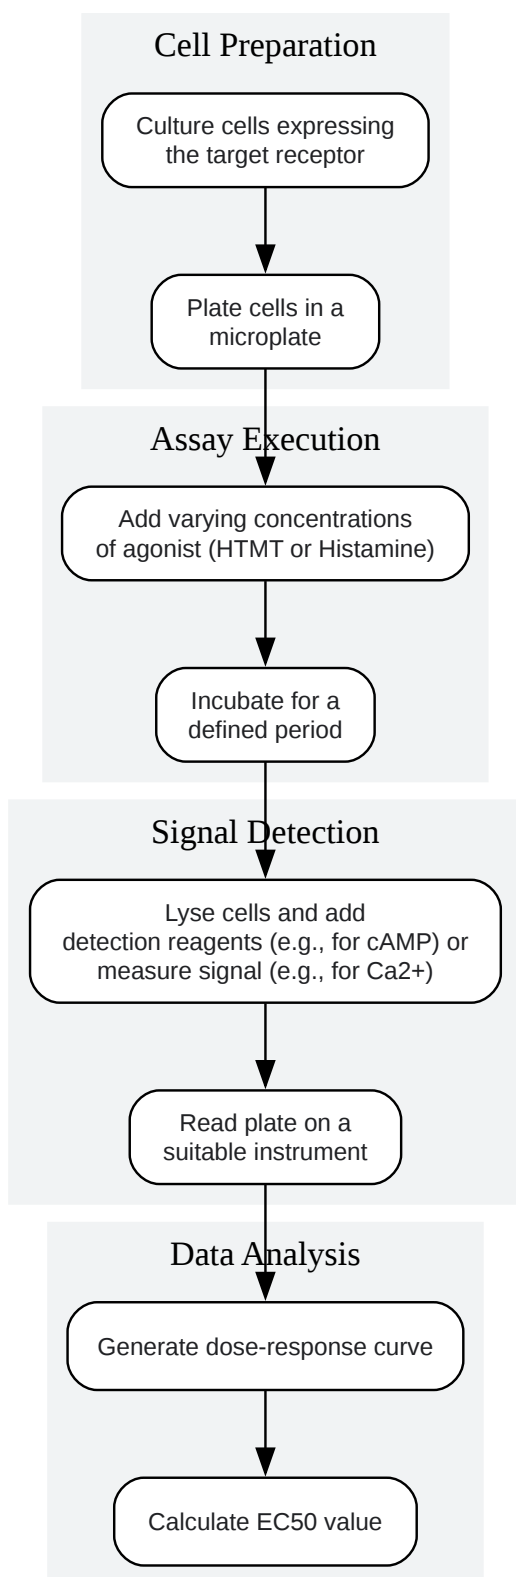 Cell Preparation
Culture cells expressing
the target receptor
Plate cells in a
microplate
Assay Execution
Add varying concentrations
of agonist (HTMT or Histamine)
Incubate for a
defined period
Signal Detection
Lyse cells and add
detection reagents (e.g., for cAMP) or
measure signal (e.g., for Ca2+)
Read plate on a
suitable instrument
Data Analysis
Generate dose-response curve
Calculate EC50 value